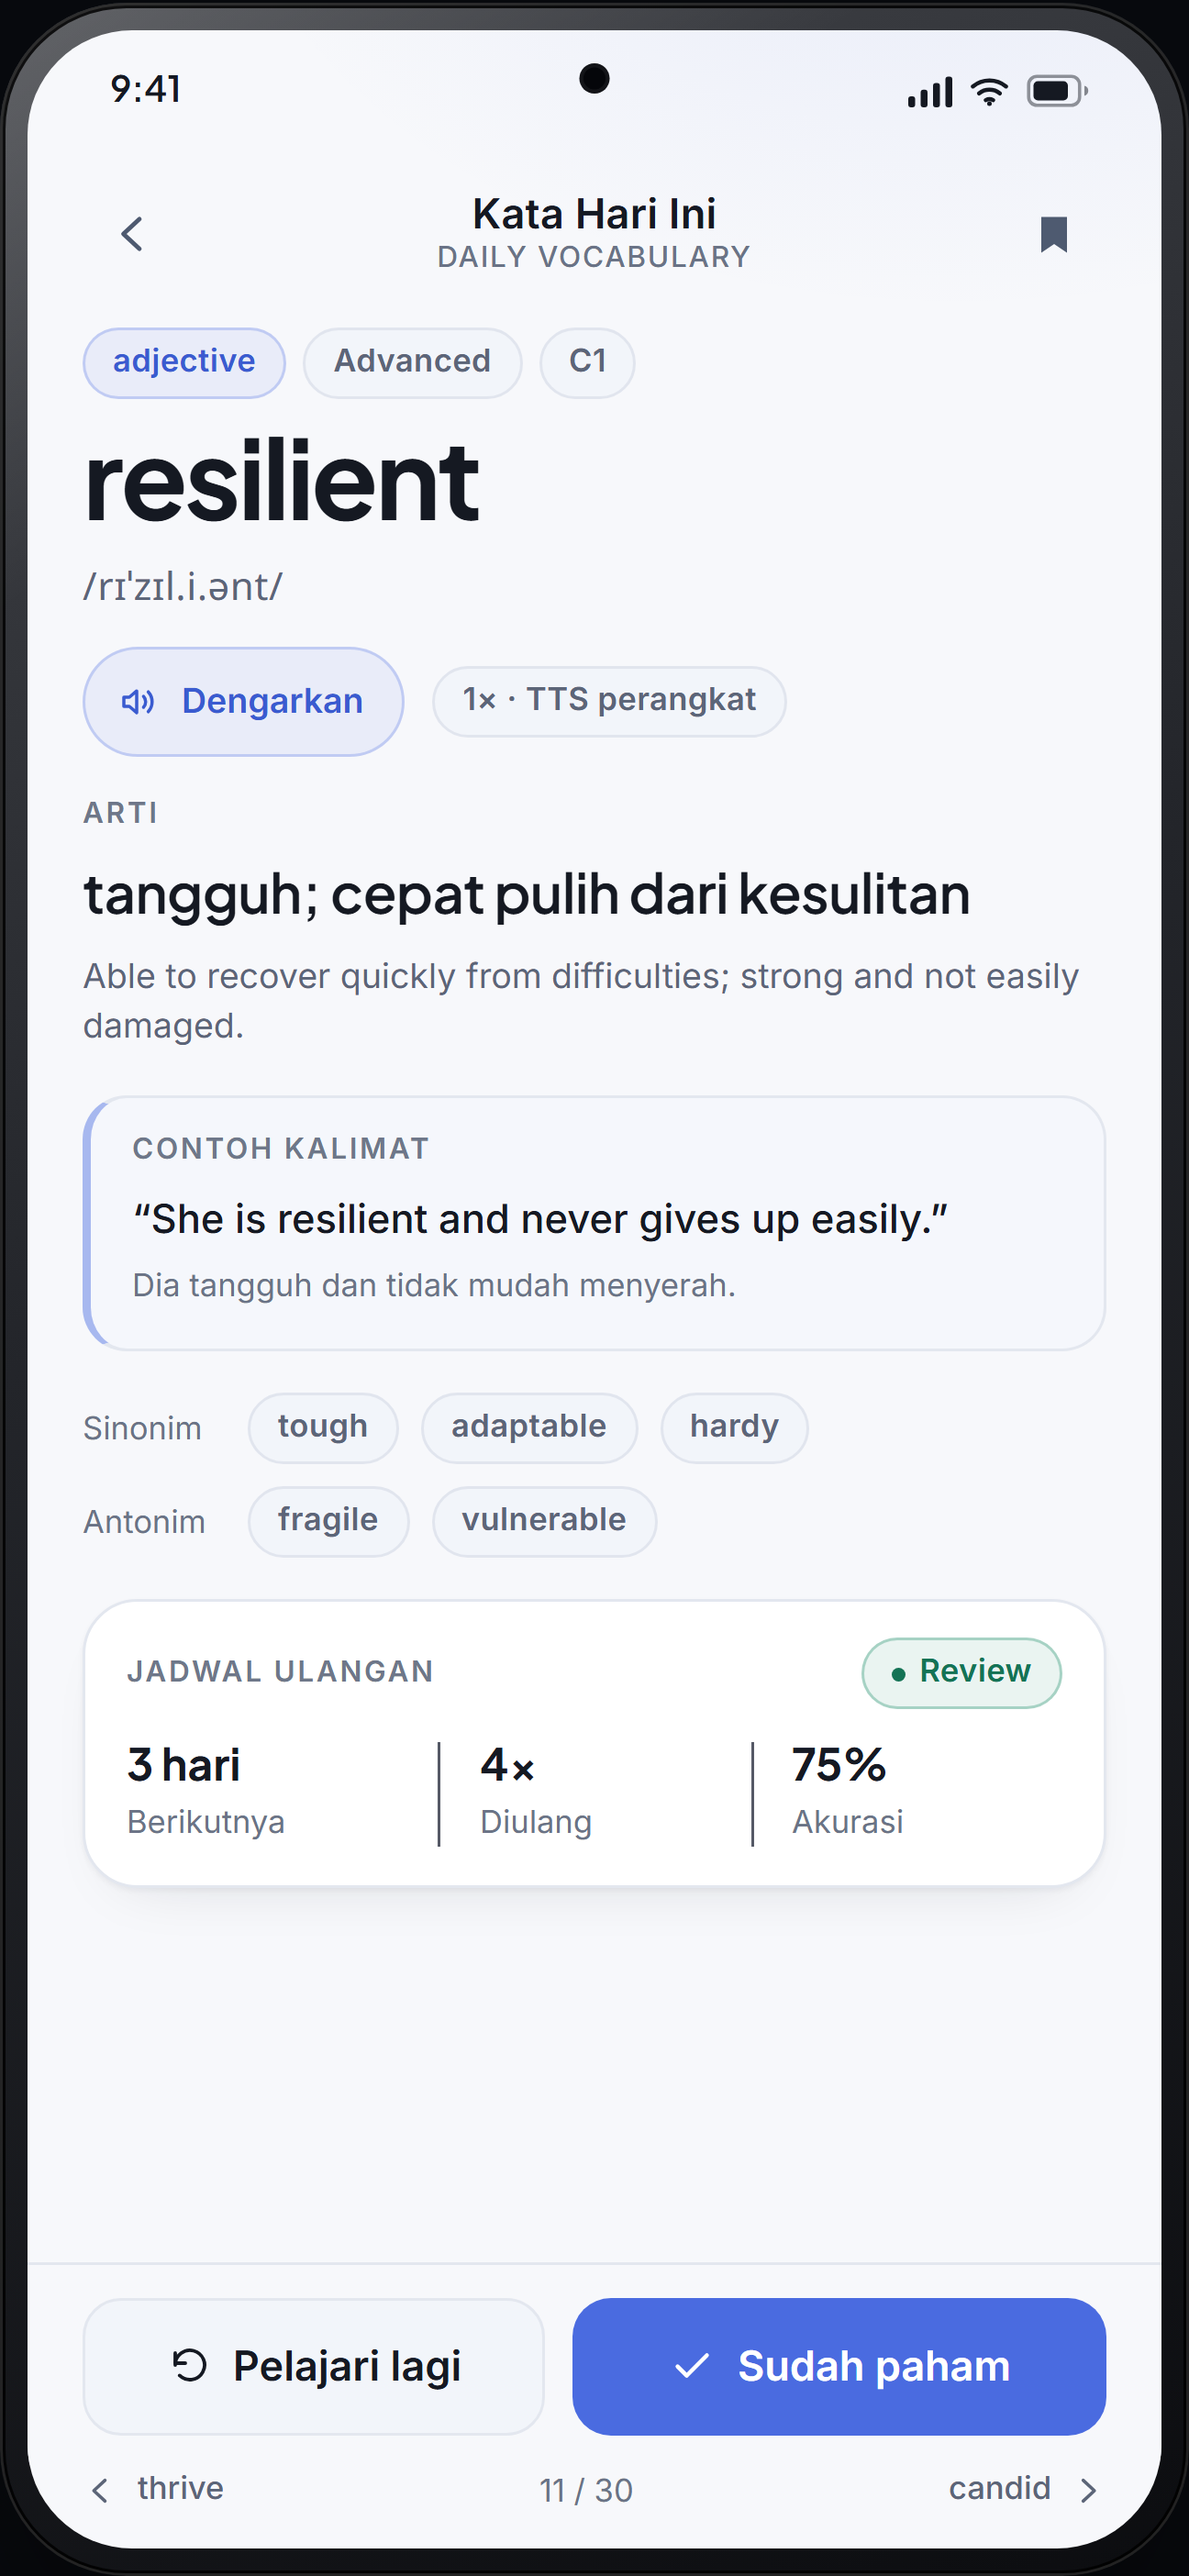 9:41
Kata Hari Ini
DAILY VOCABULARY
adjective Advanced C1
resilient
/rɪˈzɪl.i.ənt/
Dengarkan 1× · TTS perangkat
ARTI
tangguh; cepat pulih dari kesulitan
Able to recover quickly from difficulties; strong and not easily
damaged.
CONTOH KALIMAT
“She is resilient and never gives up easily.”
Dia tangguh dan tidak mudah menyerah.
Sinonim tough adaptable hardy
Antonim fragile vulnerable
JADWAL ULANGAN Review
3 hari 4× 75%
Berikutnya Diulang Akurasi
Pelajari lagi Sudah paham
thrive 11 / 30 candid